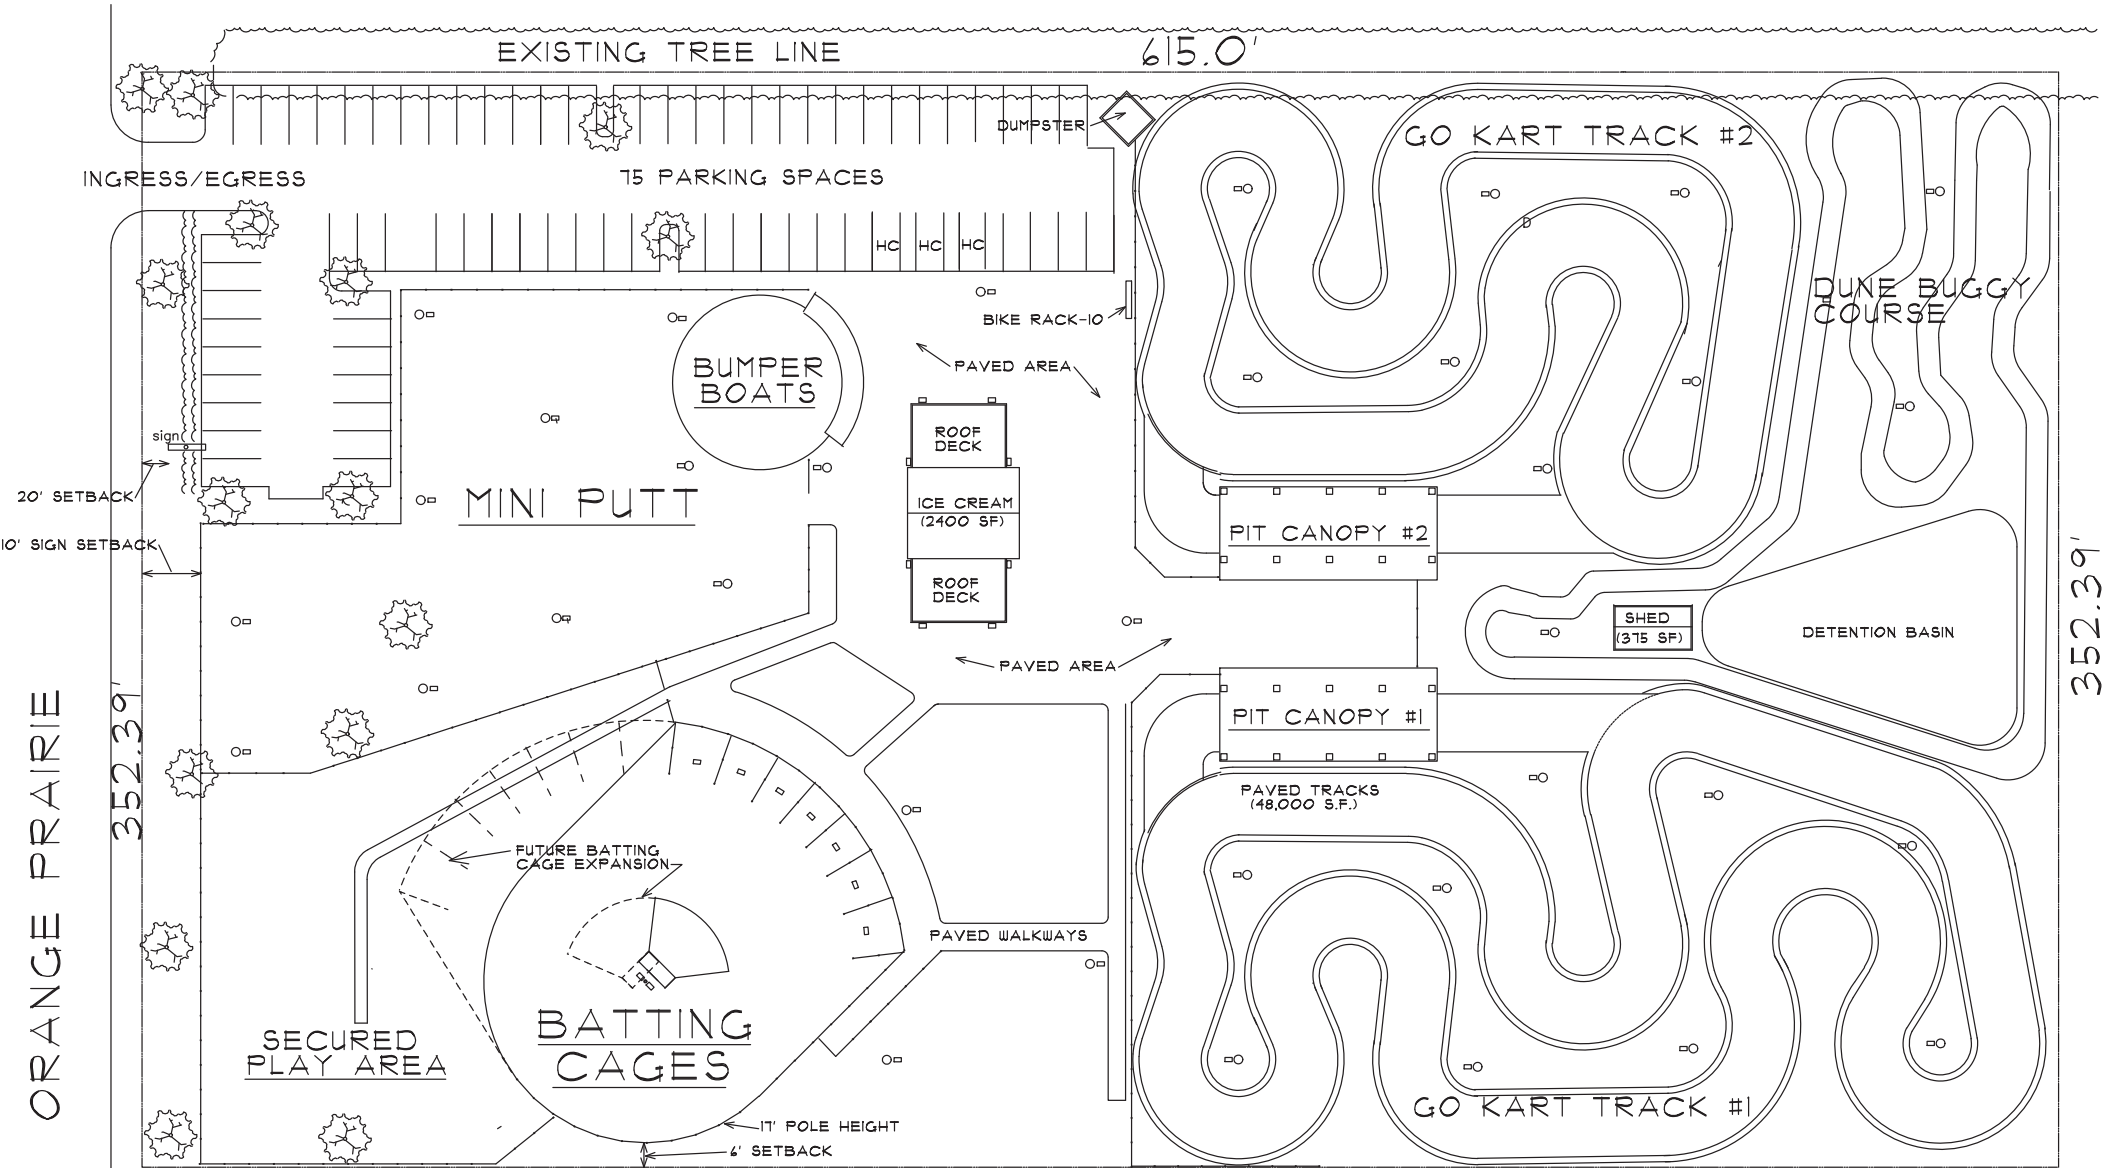 EXISTING TREE LINE
615.0'
DUMPSTER
GO KART TRACK #2
INGRESS/EGRESS
75 PARKING SPACES
HC
HC
HC
DUNE BUGGY
COURSE
BIKE RACK-10
PAVED AREA
BUMPER
BOATS
ROOF
DECK
sign
20' SETBACK
MINI PUTT
ICE CREAM
(2400 SF)
PIT CANOPY #2
10' SIGN SETBACK
ROOF
DECK
SHED
(375 SF)
DETENTION BASIN
352.39'
PAVED AREA
PIT CANOPY #1
ORANGE PRAIRIE
352.39'
PAVED TRACKS
(48,000 S.F.)
FUTURE BATTING
CAGE EXPANSION
PAVED WALKWAYS
BATTING
CAGES
SECURED
PLAY AREA
GO KART TRACK #1
17' POLE HEIGHT
6' SETBACK